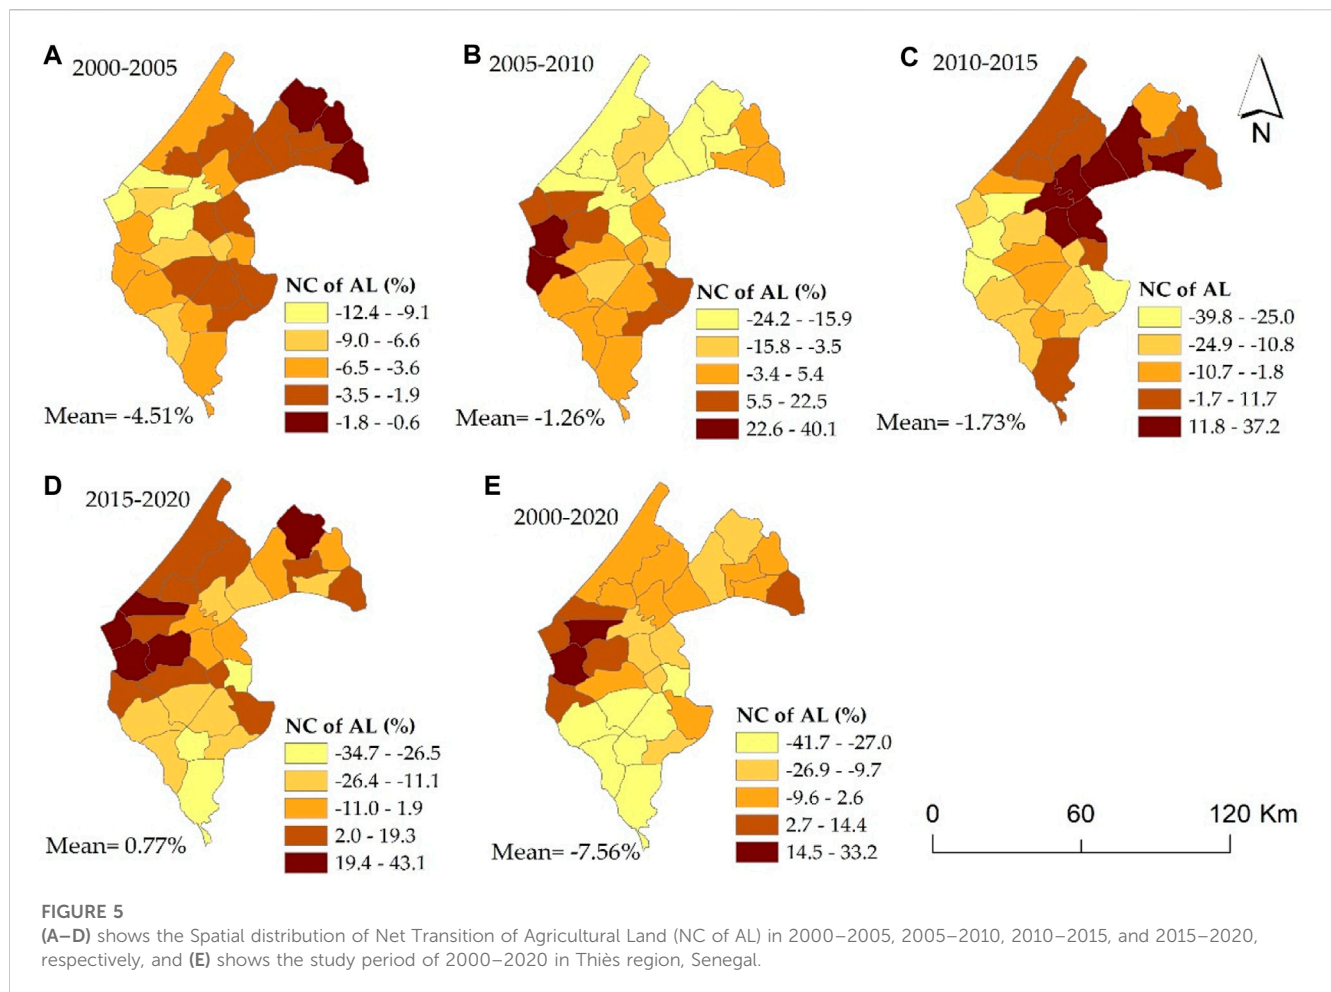 A
2000-2005
NC of AL (%)
-12.4 - -9.1
-9.0 - -6.6
-6.5 - -3.6
-3.5 - -1.9
-1.8 - -0.6
Mean= -4.51%
B
2005-2010
NC of AL (%)
-24.2 - -15.9
-15.8 - -3.5
-3.4 - 5.4
5.5 - 22.5
22.6 - 40.1
Mean= -1.26%
C
2010-2015
N
NC of AL
-39.8 - -25.0
-24.9 - -10.8
-10.7 - -1.8
-1.7 - 11.7
11.8 - 37.2
Mean= -1.73%
D
2015-2020
NC of AL (%)
-34.7 - -26.5
-26.4 - -11.1
-11.0 - 1.9
2.0 - 19.3
19.4 - 43.1
Mean= 0.77%
E
2000-2020
NC of AL (%)
-41.7 - -27.0
-26.9 - -9.7
-9.6 - 2.6
2.7 - 14.4
14.5 - 33.2
Mean= -7.56%
0 60 120 Km
FIGURE 5
(A–D) shows the Spatial distribution of Net Transition of Agricultural Land (NC of AL) in 2000–2005, 2005–2010, 2010–2015, and 2015–2020,
respectively, and (E) shows the study period of 2000–2020 in Thiès region, Senegal.